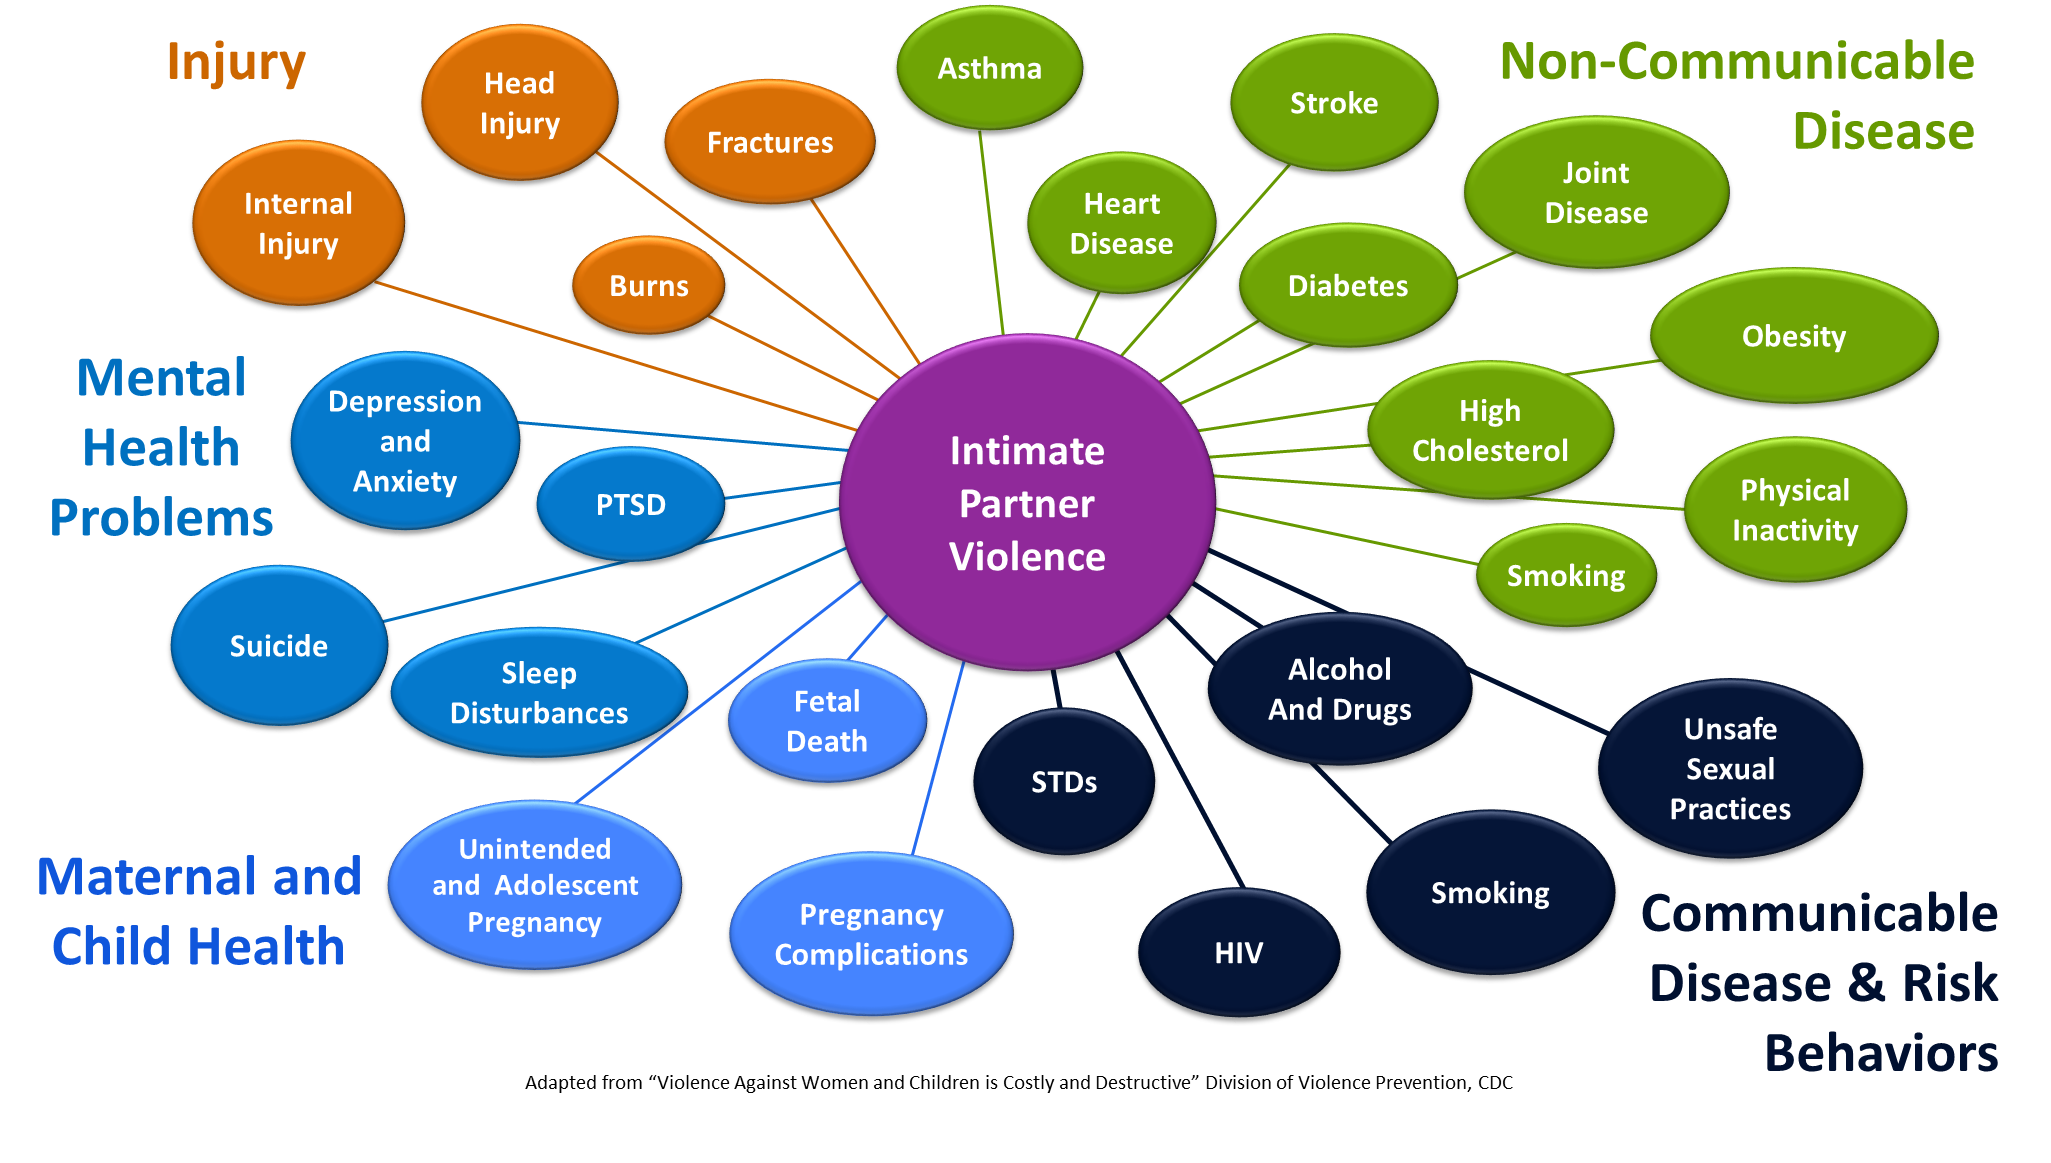 Injury
Head
Injury
Fractures
Internal
Injury
Burns
Asthma
Stroke
Non-Communicable
Disease
Heart
Disease
Joint
Disease
Diabetes
Obesity
High
Cholesterol
Physical
Inactivity
Smoking
Mental
Health
Problems
Depression
and
Anxiety
PTSD
Suicide
Sleep
Disturbances
Intimate
Partner
Violence
Maternal and
Child Health
Fetal
Death
Unintended
and Adolescent
Pregnancy
Pregnancy
Complications
STDs
HIV
Alcohol
And Drugs
Smoking
Unsafe
Sexual
Practices
Communicable
Disease & Risk
Behaviors
Adapted from “Violence Against Women and Children is Costly and Destructive” Division of Violence Prevention, CDC